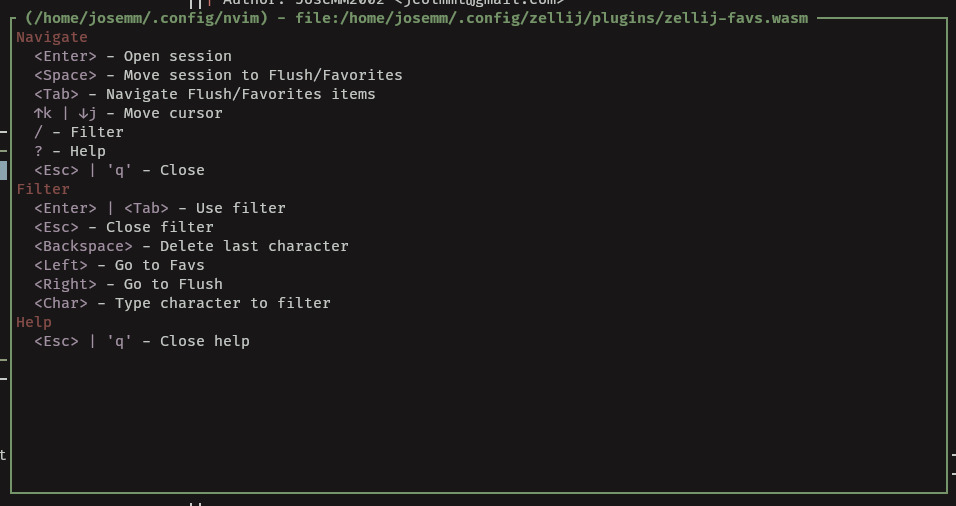 Author: JoseMM2002 <jcolmmt@gmail.com>
(/home/josemm/.config/nvim) - file:/home/josemm/.config/zellij/plugins/zellij-favs.wasm
Navigate
<Enter> - Open session
<Space> - Move session to Flush/Favorites
<Tab> - Navigate Flush/Favorites items
↑k | ↓j - Move cursor
/ - Filter
? - Help
<Esc> | 'q' - Close
Filter
<Enter> | <Tab> - Use filter
<Esc> - Close filter
<Backspace> - Delete last character
<Left> - Go to Favs
<Right> - Go to Flush
<Char> - Type character to filter
Help
<Esc> | 'q' - Close help
t